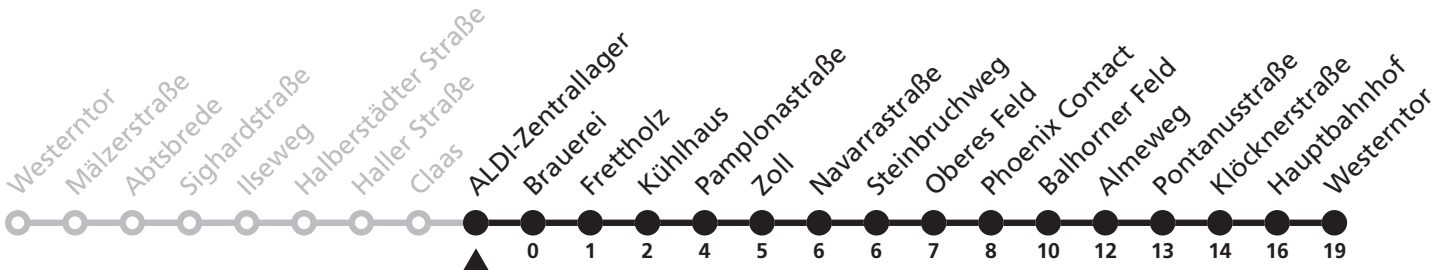 Westerntor
Mälzerstraße
Abtsbrede
Sighardstraße
Ilseweg
Halberstädter Straße
Haller Straße
Claas
ALDI-Zentrallager
Brauerei
Frettholz
Kühlhaus
Pamplonastraße
Zoll
Navarrastraße
Steinbruchweg
Oberes Feld
Phoenix Contact
Balhorner Feld
Almeweg
Pontanusstraße
Klöcknerstraße
Hauptbahnhof
Westerntor
0 1 2 4 5 6 6 7 8 10 12 13 14 16 19